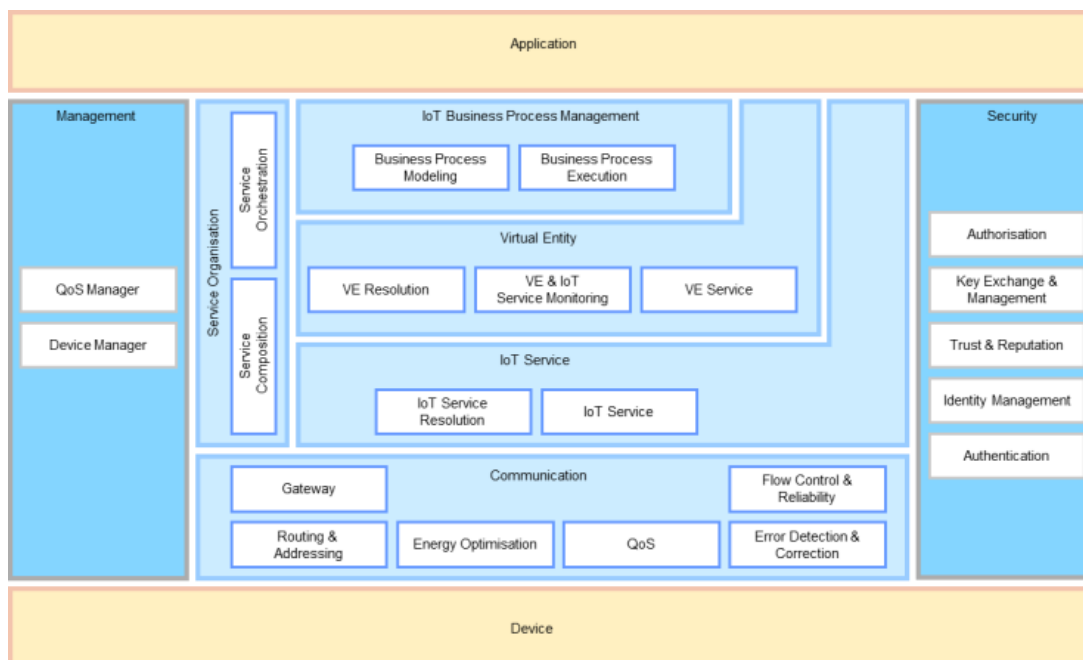 Application
Management
QoS Manager
Device Manager
Service Organisation
Service
Orchestration
Service
Composition
IoT Business Process Management
Business Process
Modeling
Business Process
Execution
Virtual Entity
VE Resolution
VE & IoT
Service Monitoring
VE Service
IoT Service
IoT Service
Resolution
IoT Service
Communication
Gateway
Flow Control &
Reliability
Routing &
Addressing
Energy Optimisation
QoS
Error Detection &
Correction
Security
Authorisation
Key Exchange &
Management
Trust & Reputation
Identity Management
Authentication
Device